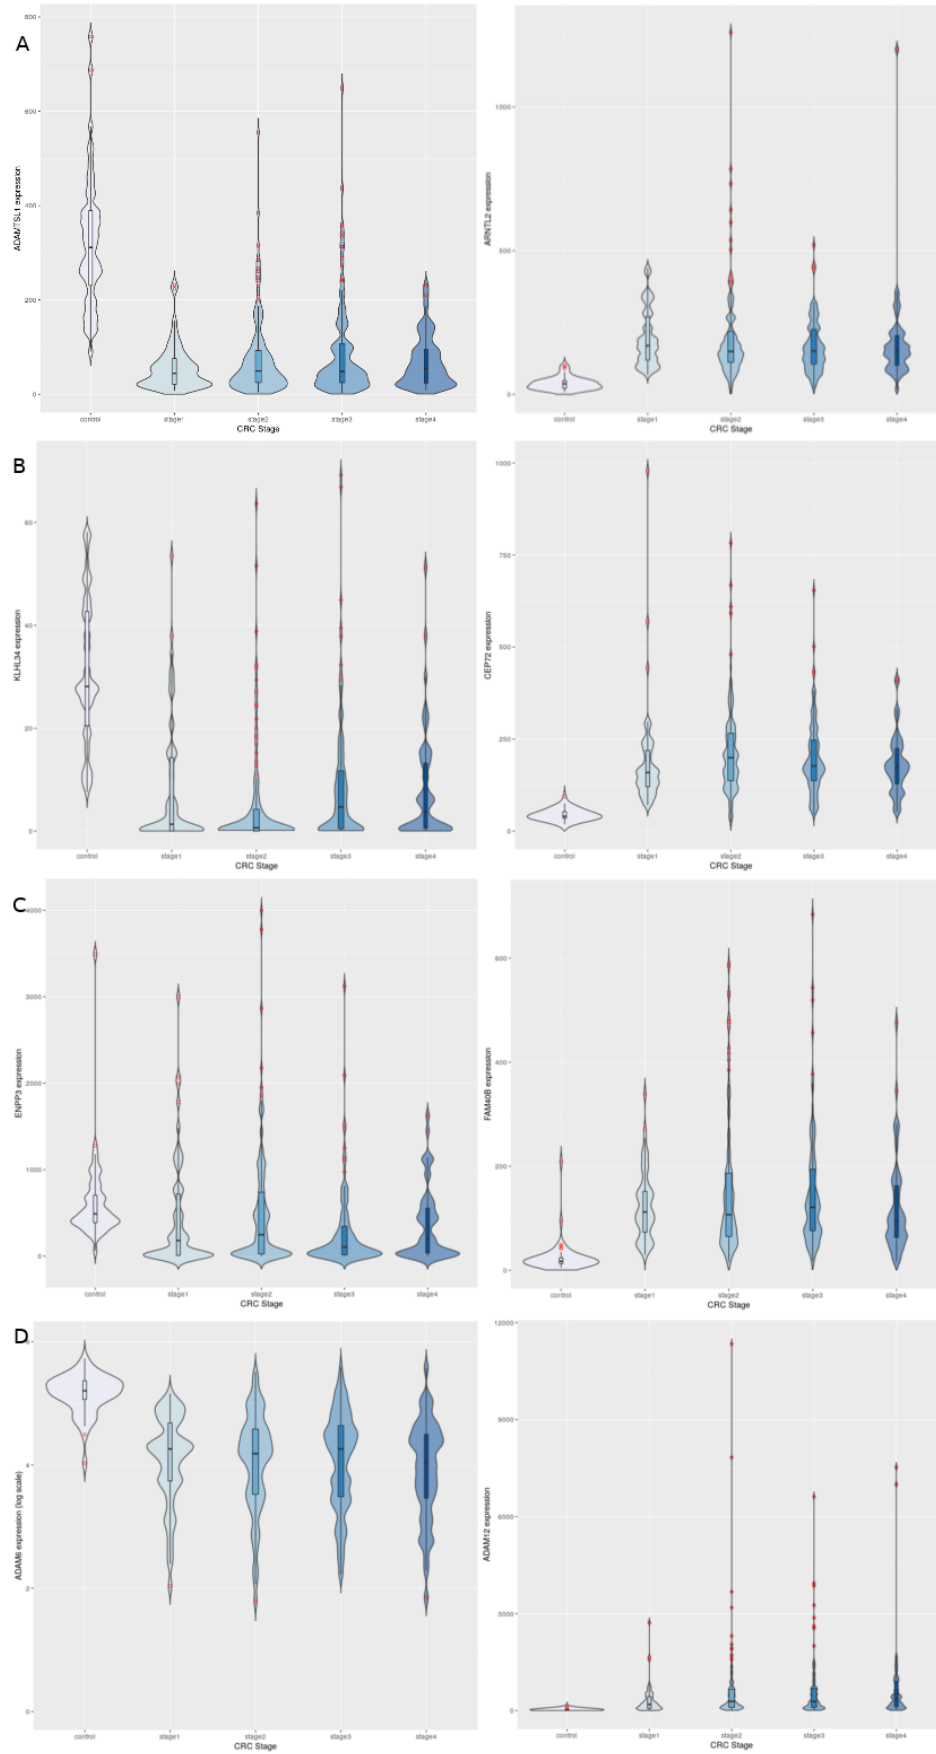 A
800
600
400
200
0
ADAMTSL1 expression
control stage1 stage2 stage3 stage4
CRC Stage
1000
500
0
ARNTL2 expression
control stage1 stage2 stage3 stage4
CRC Stage
B
60
40
20
0
KLHL34 expression
control stage1 stage2 stage3 stage4
CRC Stage
1000
750
500
250
0
CEP72 expression
control stage1 stage2 stage3 stage4
CRC Stage
C
4000
3000
2000
1000
0
ENPP3 expression
control stage1 stage2 stage3 stage4
CRC Stage
600
400
200
0
FAM40B expression
control stage1 stage2 stage3 stage4
CRC Stage
D
4
2
0
ADAM6 expression (log scale)
control stage1 stage2 stage3 stage4
CRC Stage
12000
9000
6000
3000
0
ADAM12 expression
control stage1 stage2 stage3 stage4
CRC Stage